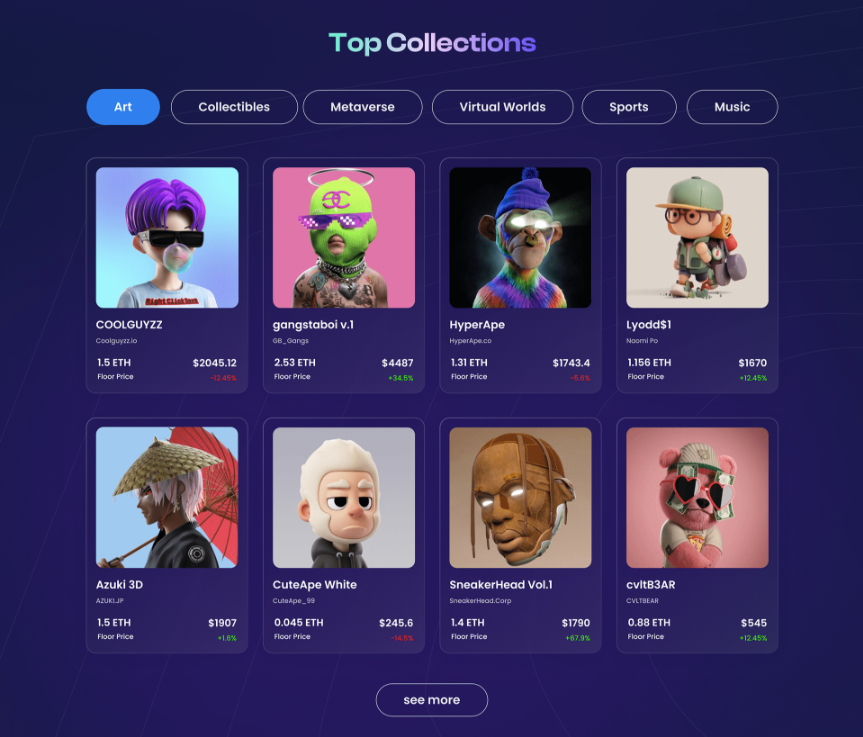 Top Collections
Art Collectibles Metaverse Virtual Worlds Sports Music
COOLGUYZZ
Coolguyzz.io
1.5 ETH $2045.12
Floor Price -12.45%
gangstaboi v.1
GB_Gangs
2.53 ETH $4487
Floor Price +34.5%
HyperApe
HyperApe.co
1.31 ETH $1743.4
Floor Price -5.6%
Lyodd$1
Naomi Po
1.156 ETH $1670
Floor Price +12.45%
Azuki 3D
AZUKI.JP
1.5 ETH $1907
Floor Price +1.6%
CuteApe White
CuteApe_99
0.045 ETH $245.6
Floor Price -14.5%
SneakerHead Vol.1
SneakerHead.Corp
1.4 ETH $1790
Floor Price +67.9%
cvltB3AR
CVLTBEAR
0.88 ETH $545
Floor Price +12.45%
see more